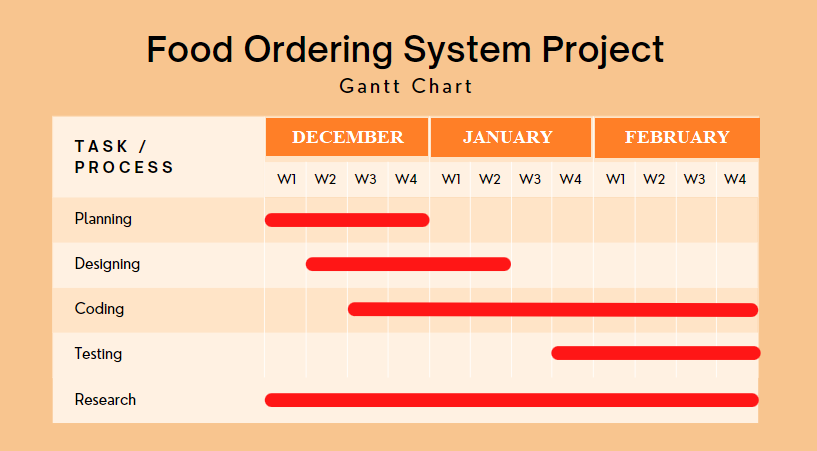 Food Ordering System Project
Gantt Chart
TASK /
PROCESS
DECEMBER JANUARY FEBRUARY
W1 W2 W3 W4 W1 W2 W3 W4 W1 W2 W3 W4
Planning
Designing
Coding
Testing
Research